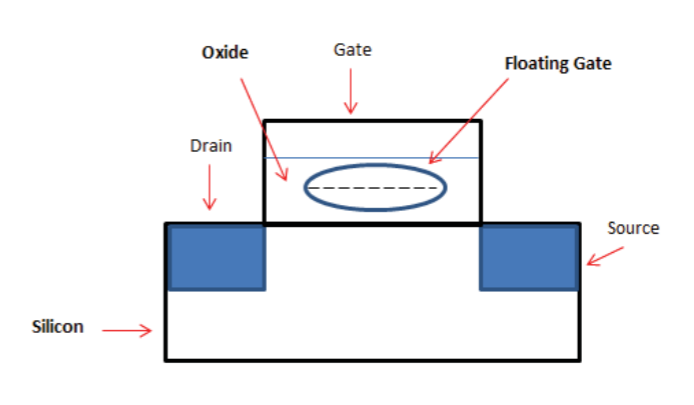 Oxide
Gate
Floating Gate
Drain
Source
Silicon